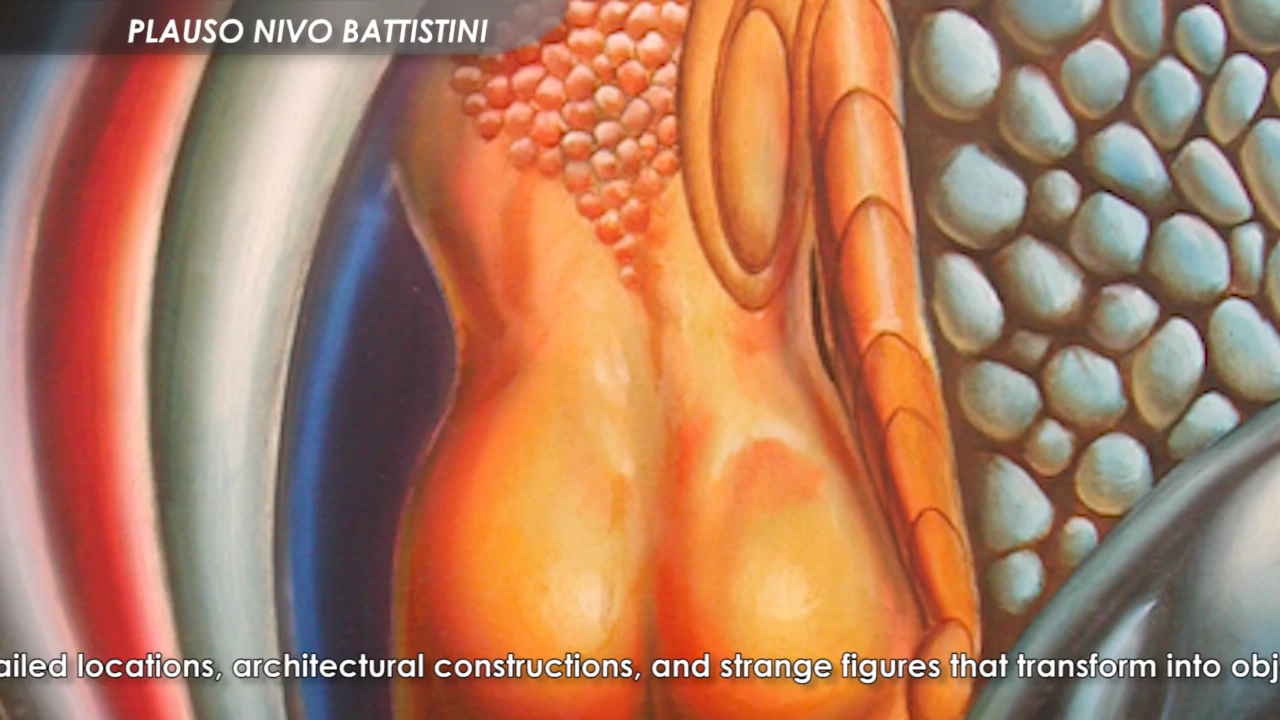 PLAUSO NIVO BATTISTINI
ailed locations, architectural constructions, and strange figures that transform into obj